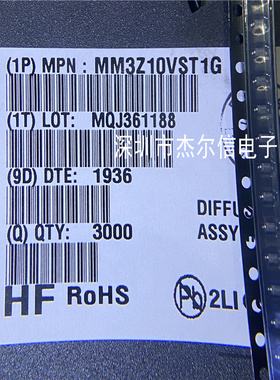 (1P) MPN : MM3Z10VST1G
(1T) LOT: MQJ361188
深圳市杰尔信电子
(9D) DTE: 1936
DIFFU
(Q) QTY: 3000
ASSY
HF RoHS
Pb 2LI